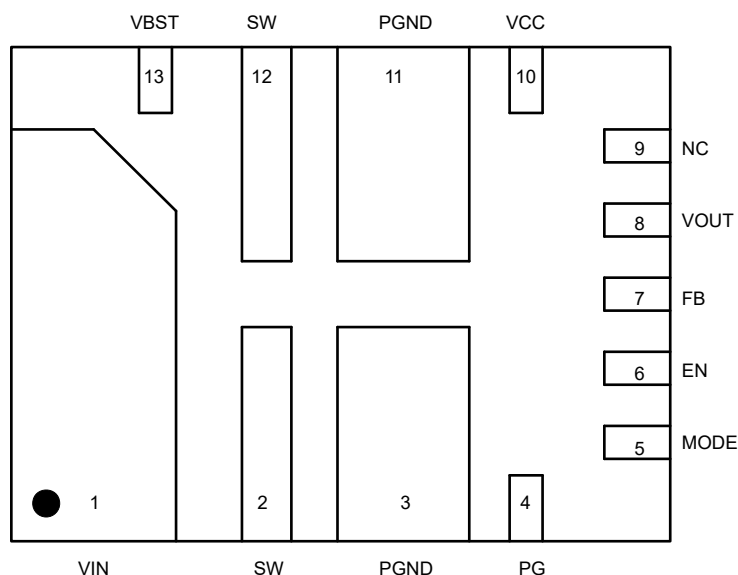 VBST SW PGND VCC
13 12 11 10
9 NC
8 VOUT
7 FB
6 EN
5 MODE
1 2 3 4
VIN SW PGND PG